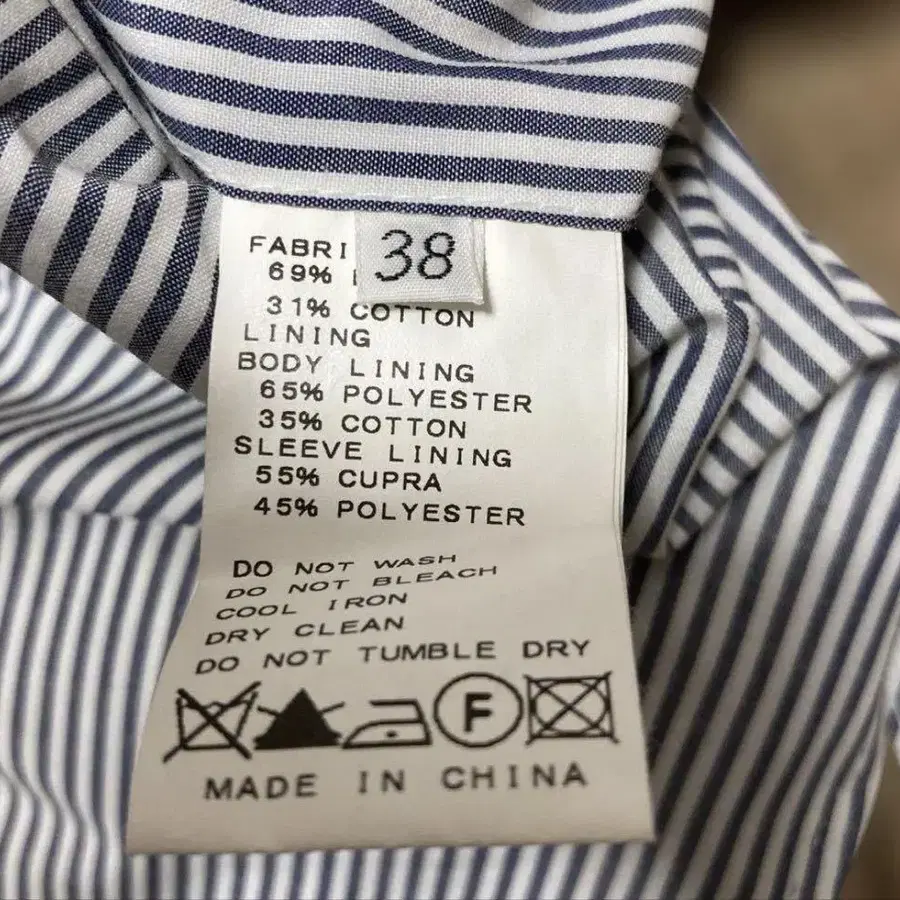 38
69%
31% COTTON
LINING
BODY LINING
65% POLYESTER
35% COTTON
SLEEVE LINING
55% CUPRA
45% POLYESTER
DO NOT WASH
DO NOT BLEACH
COOL IRON
DRY CLEAN
DO NOT TUMBLE DRY
F
MADE IN CHINA